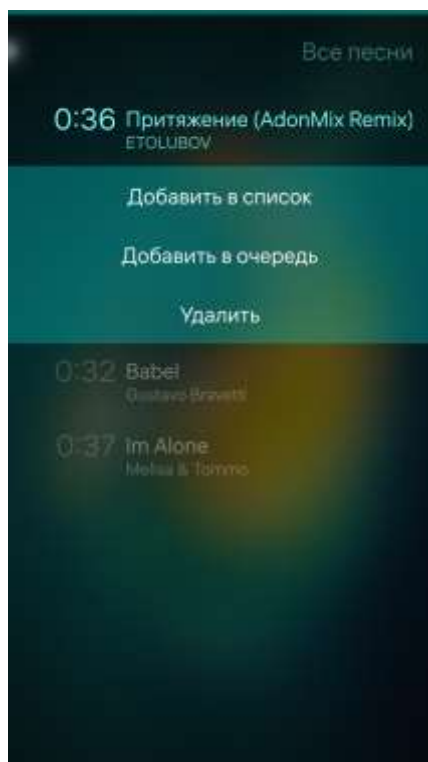 Все песни
0:36 Притяжение (AdonMix Remix)
ETOLUBOV
Добавить в список
Добавить в очередь
Удалить
0:32 Babel
Gustavo Bravetti
0:37 Im Alone
Melisa & Tommo